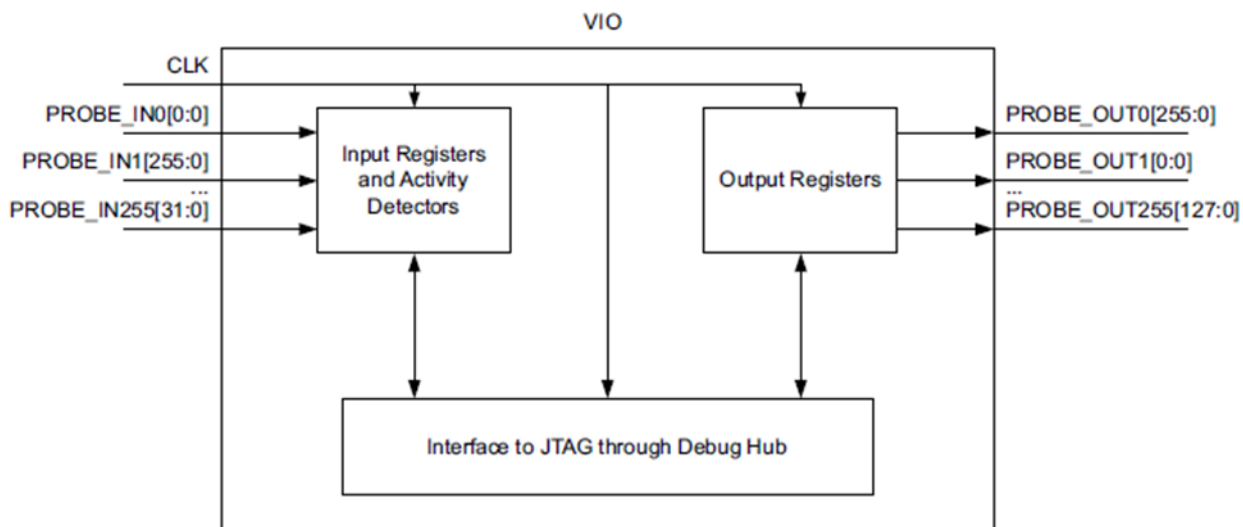 VIO
CLK
PROBE_IN0[0:0]
PROBE_IN1[255:0]
...
PROBE_IN255[31:0]
Input Registers
and Activity
Detectors
Output Registers
PROBE_OUT0[255:0]
PROBE_OUT1[0:0]
...
PROBE_OUT255[127:0]
Interface to JTAG through Debug Hub